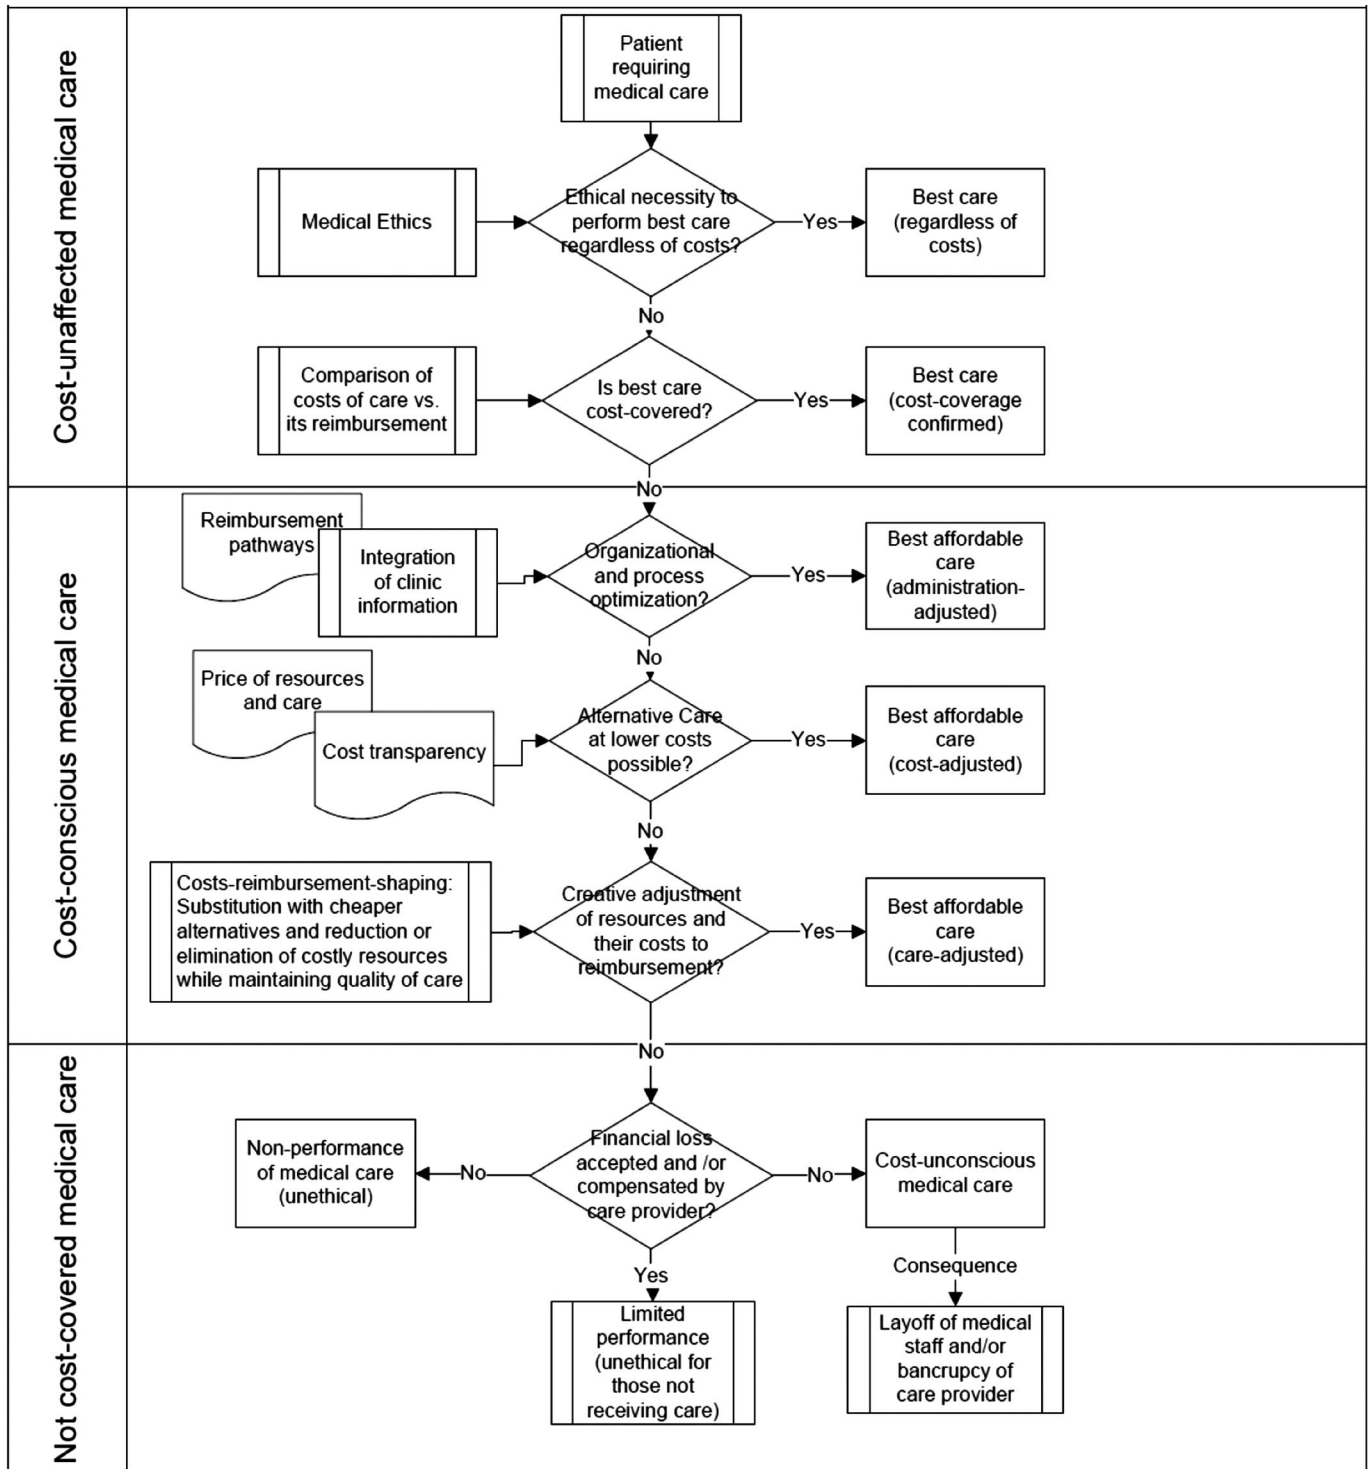 Cost-unaffected medical care
Patient
requiring
medical care
Medical Ethics
Ethical necessity to
perform best care
regardless of costs?
Yes
Best care
(regardless of
costs)
No
Comparison of
costs of care vs.
its reimbursement
Is best care
cost-covered?
Yes
Best care
(cost-coverage
confirmed)
No
Cost-conscious medical care
Reimbursement
pathways
Integration
of clinic
information
Organizational
and process
optimization?
Yes
Best affordable
care
(administration-
adjusted)
No
Price of resources
and care
Cost transparency
Alternative Care
at lower costs
possible?
Yes
Best affordable
care
(cost-adjusted)
No
Costs-reimbursement-shaping:
Substitution with cheaper
alternatives and reduction or
elimination of costly resources
while maintaining quality of care
Creative adjustment
of resources and
their costs to
reimbursement?
Yes
Best affordable
care
(care-adjusted)
No
Not cost-covered medical care
Non-performance
of medical care
(unethical)
No
Financial loss
accepted and /or
compensated by
care provider?
No
Cost-unconscious
medical care
Yes
Consequence
Limited
performance
(unethical for
those not
receiving care)
Layoff of medical
staff and/or
bancrupcy of
care provider